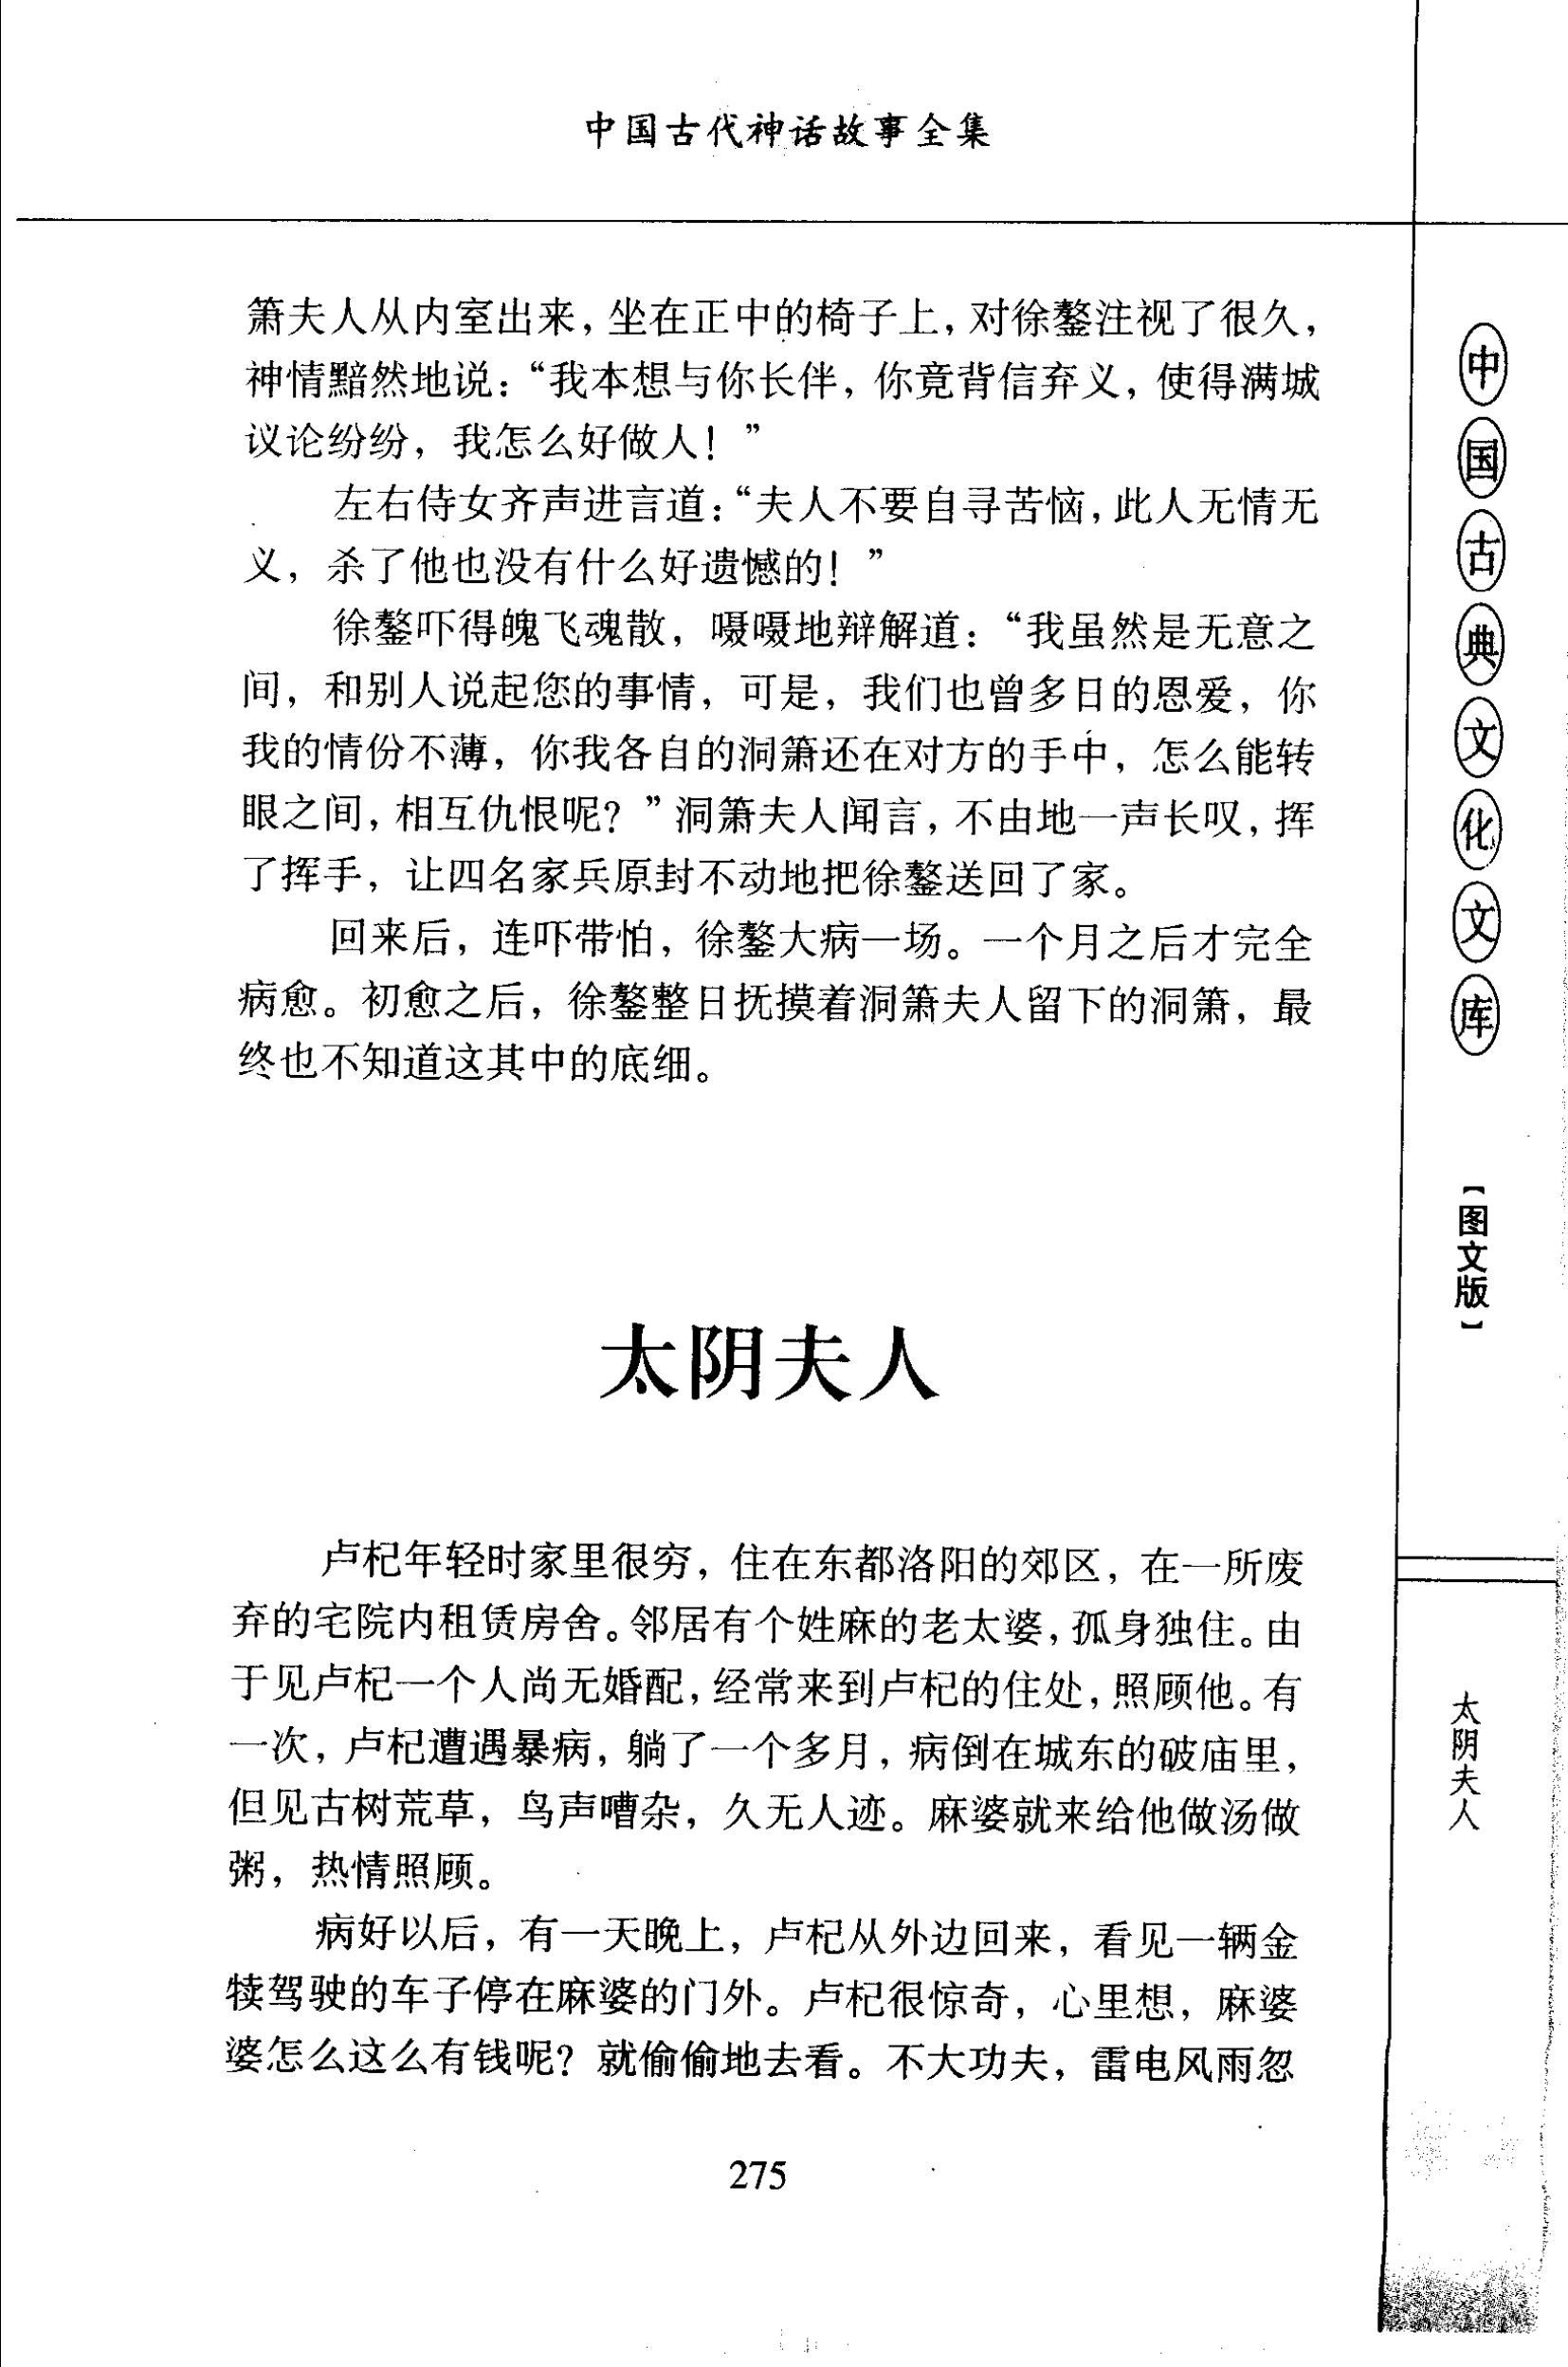 中国古代神话故事全集
箫夫人从内室出来，坐在正中的椅子上，对徐鏊注视了很久，
神情黯然地说：“我本想与你长伴，你竟背信弃义，使得满城
议论纷纷，我怎么好做人！”
左右侍女齐声进言道：“夫人不要自寻苦恼，此人无情无
义，杀了他也没有什么好遗憾的！”
徐鏊吓得魄飞魂散，嗫嗫地辩解道：“我虽然是无意之
间，和别人说起您的事情，可是，我们也曾多日的恩爱，你
我的情份不薄，你我各自的洞箫还在对方的手中，怎么能转
眼之间，相互仇恨呢？”洞箫夫人闻言，不由地一声长叹，挥
了挥手，让四名家兵原封不动地把徐鏊送回了家。
回来后，连吓带怕，徐鏊大病一场。一个月之后才完全
病愈。初愈之后，徐鏊整日抚摸着洞箫夫人留下的洞箫，最
终也不知道这其中的底细。
太阴夫人
卢杞年轻时家里很穷，住在东都洛阳的郊区，在一所废
弃的宅院内租赁房舍。邻居有个姓麻的老太婆，孤身独住。由
于见卢杞一个人尚无婚配，经常来到卢杞的住处，照顾他。有
一次，卢杞遭遇暴病，躺了一个多月，病倒在城东的破庙里，
但见古树荒草，鸟声嘈杂，久无人迹。麻婆就来给他做汤做
粥，热情照顾。
病好以后，有一天晚上，卢杞从外边回来，看见一辆金
犊驾驶的车子停在麻婆的门外。卢杞很惊奇，心里想，麻婆
婆怎么这么有钱呢？就偷偷地去看。不大功夫，雷电风雨忽
275
中国古典文化文库
【图文版】
太阴夫人